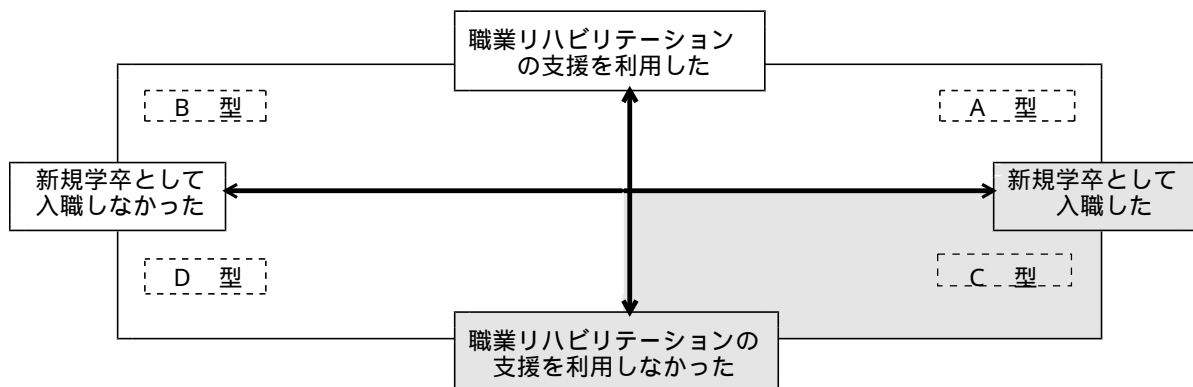 職業リハビリテーション
の支援を利用した
B 型
A 型
新規学卒として
入職しなかった
新規学卒として
入職した
D 型
C 型
職業リハビリテーションの
支援を利用しなかった